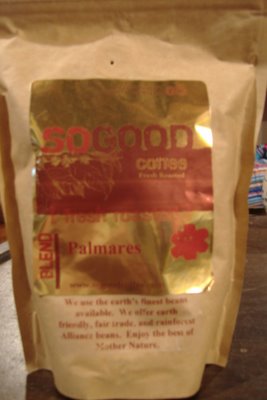 SOGOOD
COFFEE
Fresh Roasted
BLEND
Palmares
We use the earth's finest beans
available. We offer earth
friendly, fair trade, and rainforest
Alliance beans. Enjoy the best of
Mother Nature.